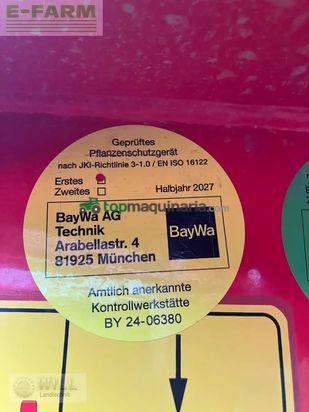 E-FARM
Geprüftes
Pflanzenschutzgerät
nach JKI-Richtlinie 3-1.0 / EN ISO 16122
Erstes
Zweites
Halbjahr 2027
topmaquinaria.com
BayWa AG
Technik
Arabellastr. 4
81925 München
BayWa
Amtlich anerkannte
Kontrollwerkstätte
BY 24-06380
WILL
Landtechnik